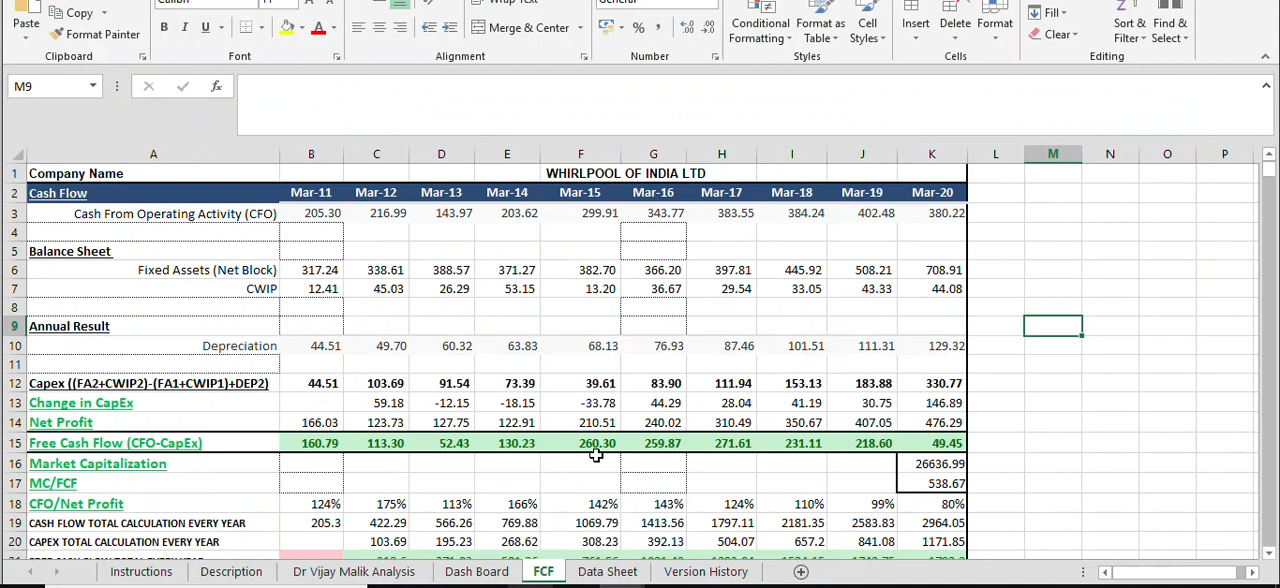 Calibri 11 Wrap Text General
Copy
Paste
Format Painter
B I U
Merge & Center
% ,
Conditional Formatting
Format as Table
Cell Styles
Insert Delete Format
Fill
Clear
Sort & Filter
Find & Select
Clipboard Font Alignment Number Styles Cells Editing
M9 fx
A B C D E F G H I J K L M N O P
1 Company Name WHIRLPOOL OF INDIA LTD
2 Cash Flow Mar-11 Mar-12 Mar-13 Mar-14 Mar-15 Mar-16 Mar-17 Mar-18 Mar-19 Mar-20
3 Cash From Operating Activity (CFO) 205.30 216.99 143.97 203.62 299.91 343.77 383.55 384.24 402.48 380.22
4
5 Balance Sheet
6 Fixed Assets (Net Block) 317.24 338.61 388.57 371.27 382.70 366.20 397.81 445.92 508.21 708.91
7 CWIP 12.41 45.03 26.29 53.15 13.20 36.67 29.54 33.05 43.33 44.08
8
9 Annual Result
10 Depreciation 44.51 49.70 60.32 63.83 68.13 76.93 87.46 101.51 111.31 129.32
11
12 Capex ((FA2+CWIP2)-(FA1+CWIP1)+DEP2) 44.51 103.69 91.54 73.39 39.61 83.90 111.94 153.13 183.88 330.77
13 Change in CapEx 59.18 -12.15 -18.15 -33.78 44.29 28.04 41.19 30.75 146.89
14 Net Profit 166.03 123.73 127.75 122.91 210.51 240.02 310.49 350.67 407.05 476.29
15 Free Cash Flow (CFO-CapEx) 160.79 113.30 52.43 130.23 260.30 259.87 271.61 231.11 218.60 49.45
16 Market Capitalization 26636.99
17 MC/FCF 538.67
18 CFO/Net Profit 124% 175% 113% 166% 142% 143% 124% 110% 99% 80%
19 CASH FLOW TOTAL CALCULATION EVERY YEAR 205.3 422.29 566.26 769.88 1069.79 1413.56 1797.11 2181.35 2583.83 2964.05
20 CAPEX TOTAL CALCULATION EVERY YEAR 103.69 195.23 268.62 308.23 392.13 504.07 657.2 841.08 1171.85
Instructions Description Dr Vijay Malik Analysis Dash Board FCF Data Sheet Version History